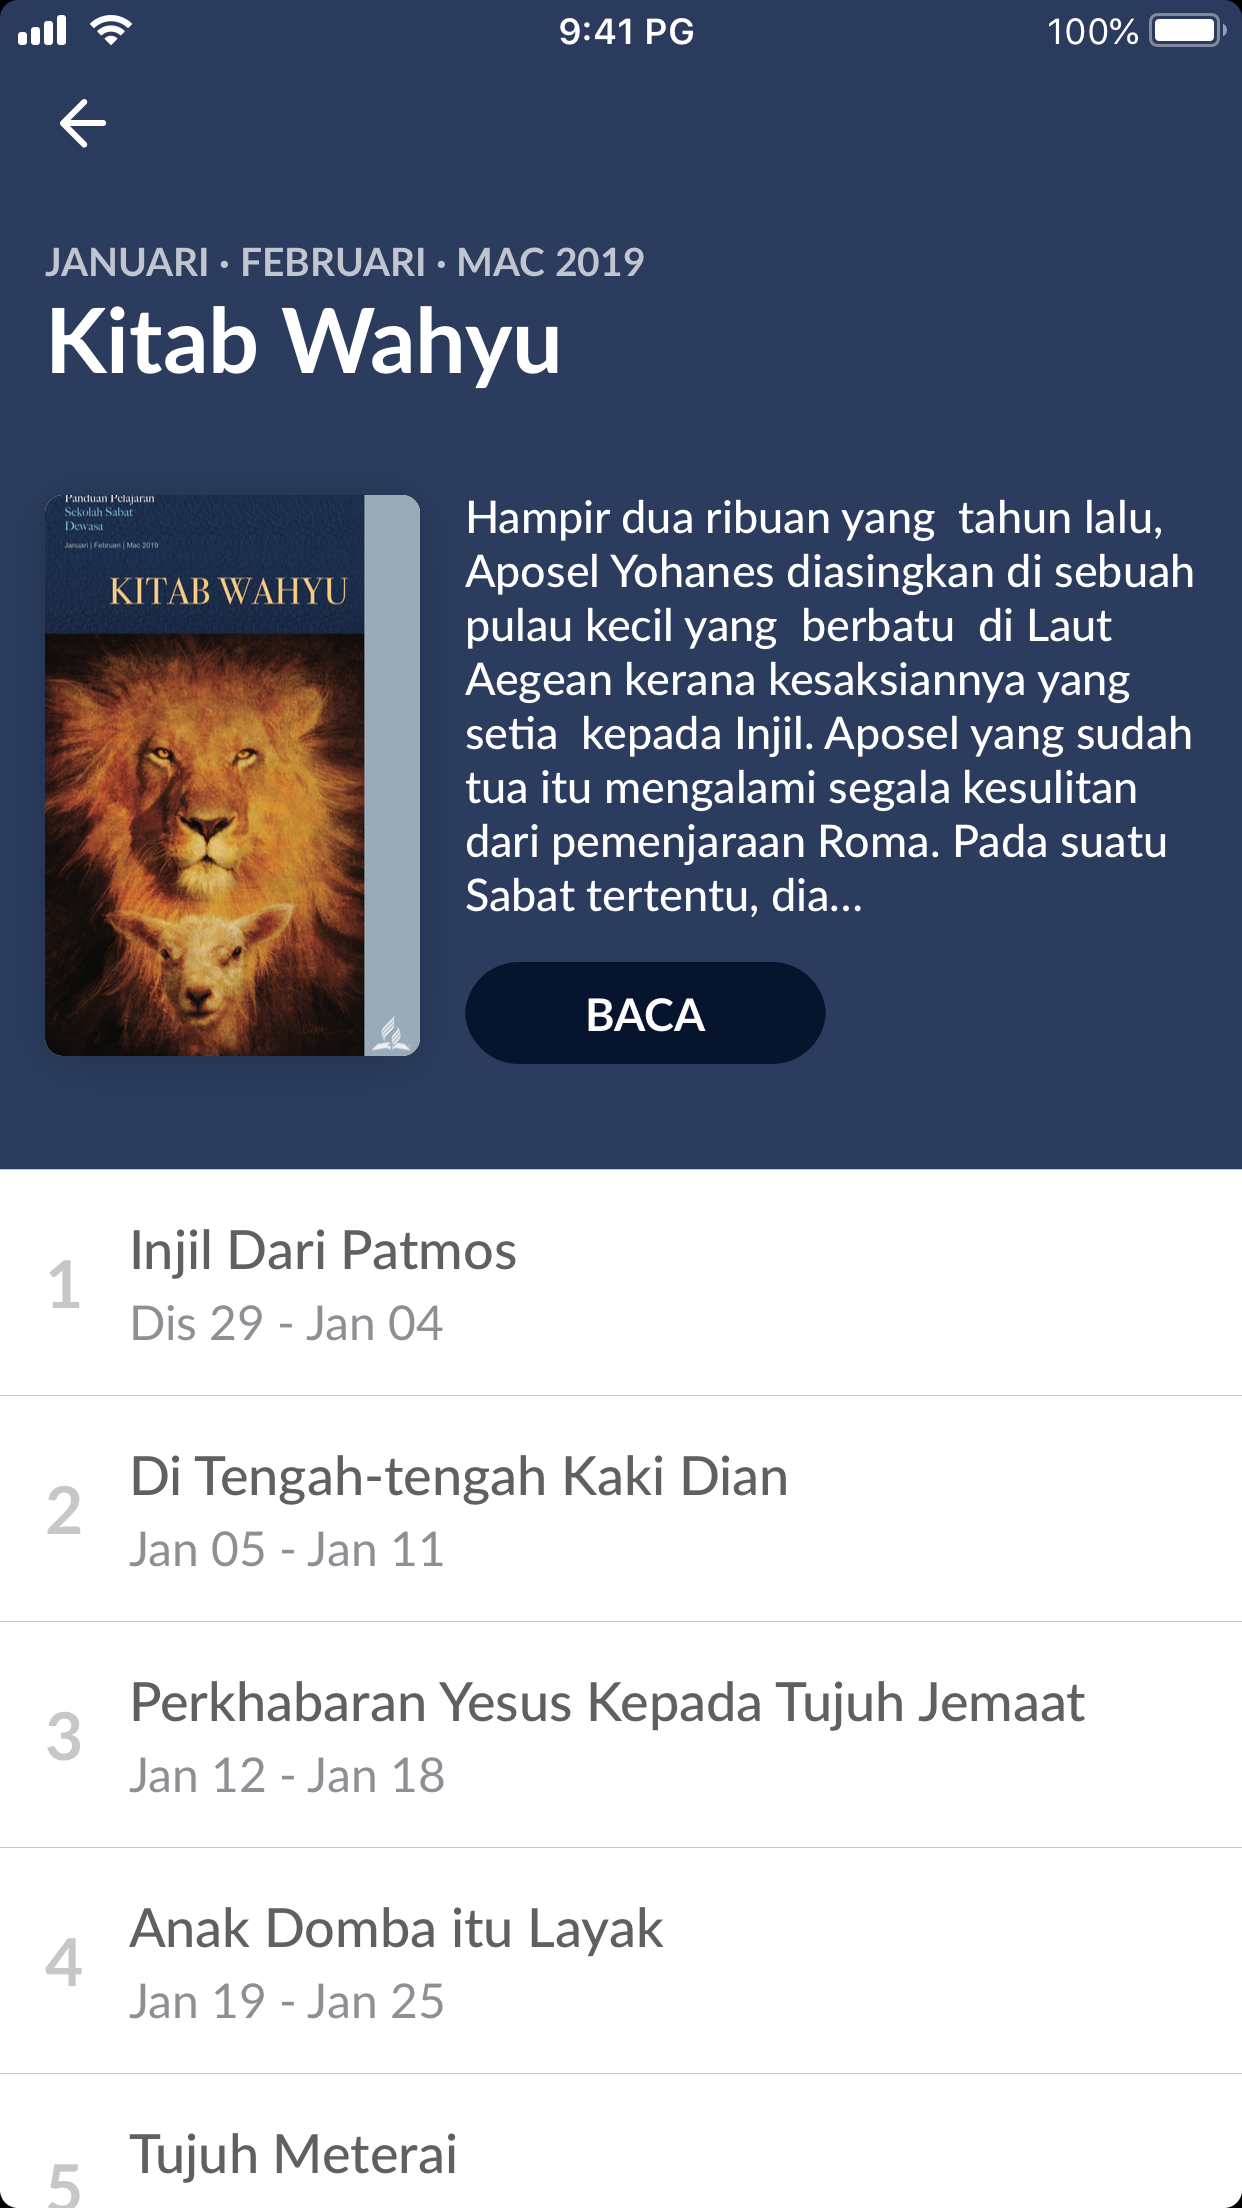 9:41 PG
100%
JANUARI · FEBRUARI · MAC 2019
Kitab Wahyu
Panduan Pelajaran
Sekolah Sabat
Dewasa
Januari | Februari | Mac 2019
KITAB WAHYU
Hampir dua ribuan yang  tahun lalu,
Aposel Yohanes diasingkan di sebuah
pulau kecil yang  berbatu  di Laut
Aegean kerana kesaksiannya yang
setia  kepada Injil. Aposel yang sudah
tua itu mengalami segala kesulitan
dari pemenjaraan Roma. Pada suatu
Sabat tertentu, dia...
BACA
1
Injil Dari Patmos
Dis 29 - Jan 04
2
Di Tengah-tengah Kaki Dian
Jan 05 - Jan 11
3
Perkhabaran Yesus Kepada Tujuh Jemaat
Jan 12 - Jan 18
4
Anak Domba itu Layak
Jan 19 - Jan 25
5
Tujuh Meterai